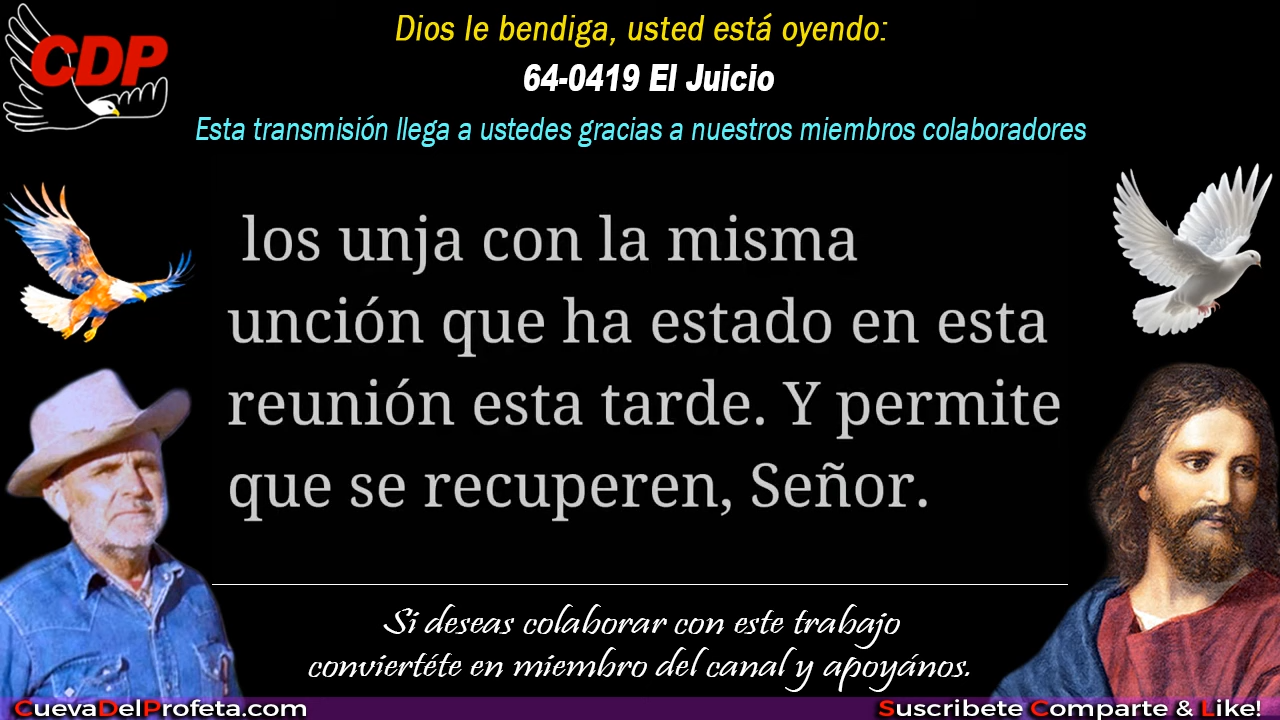 CDP
Dios le bendiga, usted está oyendo:
64-0419 El Juicio
Esta transmisión llega a ustedes gracias a nuestros miembros colaboradores
los unja con la misma
unción que ha estado en esta
reunión esta tarde. Y permite
que se recuperen, Señor.
Si deseas colaborar con este trabajo
conviertéte en miembro del canal y apoyános.
CuevaDelProfeta.com
Suscribete Comparte & Like!